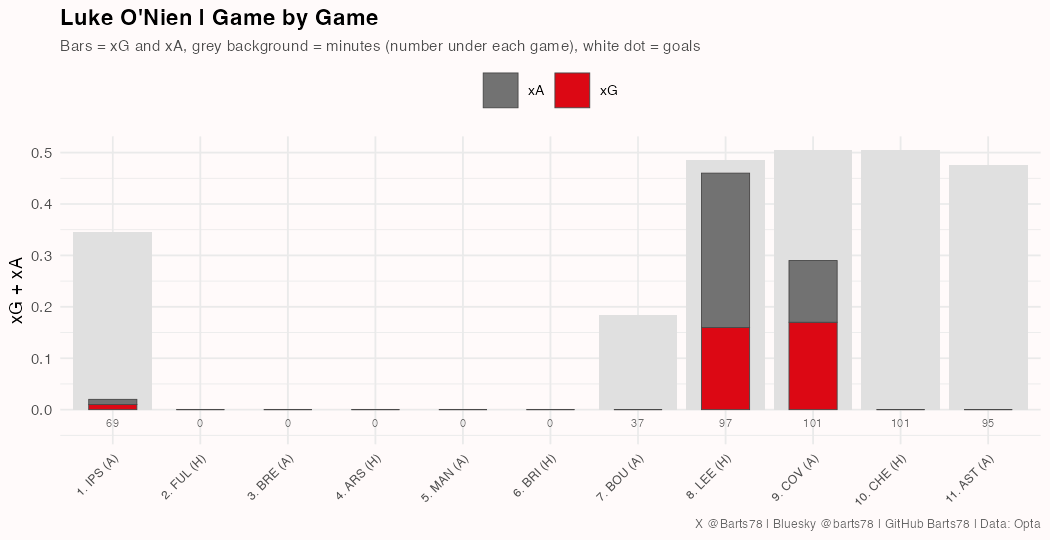 Luke O'Nien | Game by Game
Bars = xG and xA, grey background = minutes (number under each game), white dot = goals
xA xG
xG + xA
0.5
0.4
0.3
0.2
0.1
0.0
69 0 0 0 0 0 37 97 101 101 95
1. IPS (A) 2. FUL (H) 3. BRE (A) 4. ARS (H) 5. MAN (A) 6. BRI (H) 7. BOU (A) 8. LEE (H) 9. COV (A) 10. CHE (H) 11. AST (A)
X @Barts78 | Bluesky @barts78 | GitHub Barts78 | Data: Opta